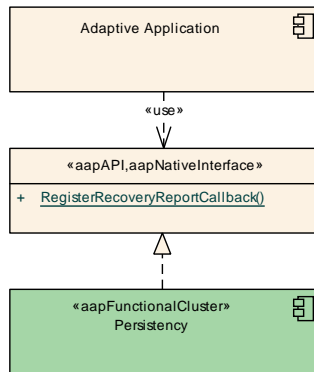 Adaptive Application
«use»
«aapAPI,aapNativeInterface»
+ RegisterRecoveryReportCallback()
«aapFunctionalCluster»
Persistency